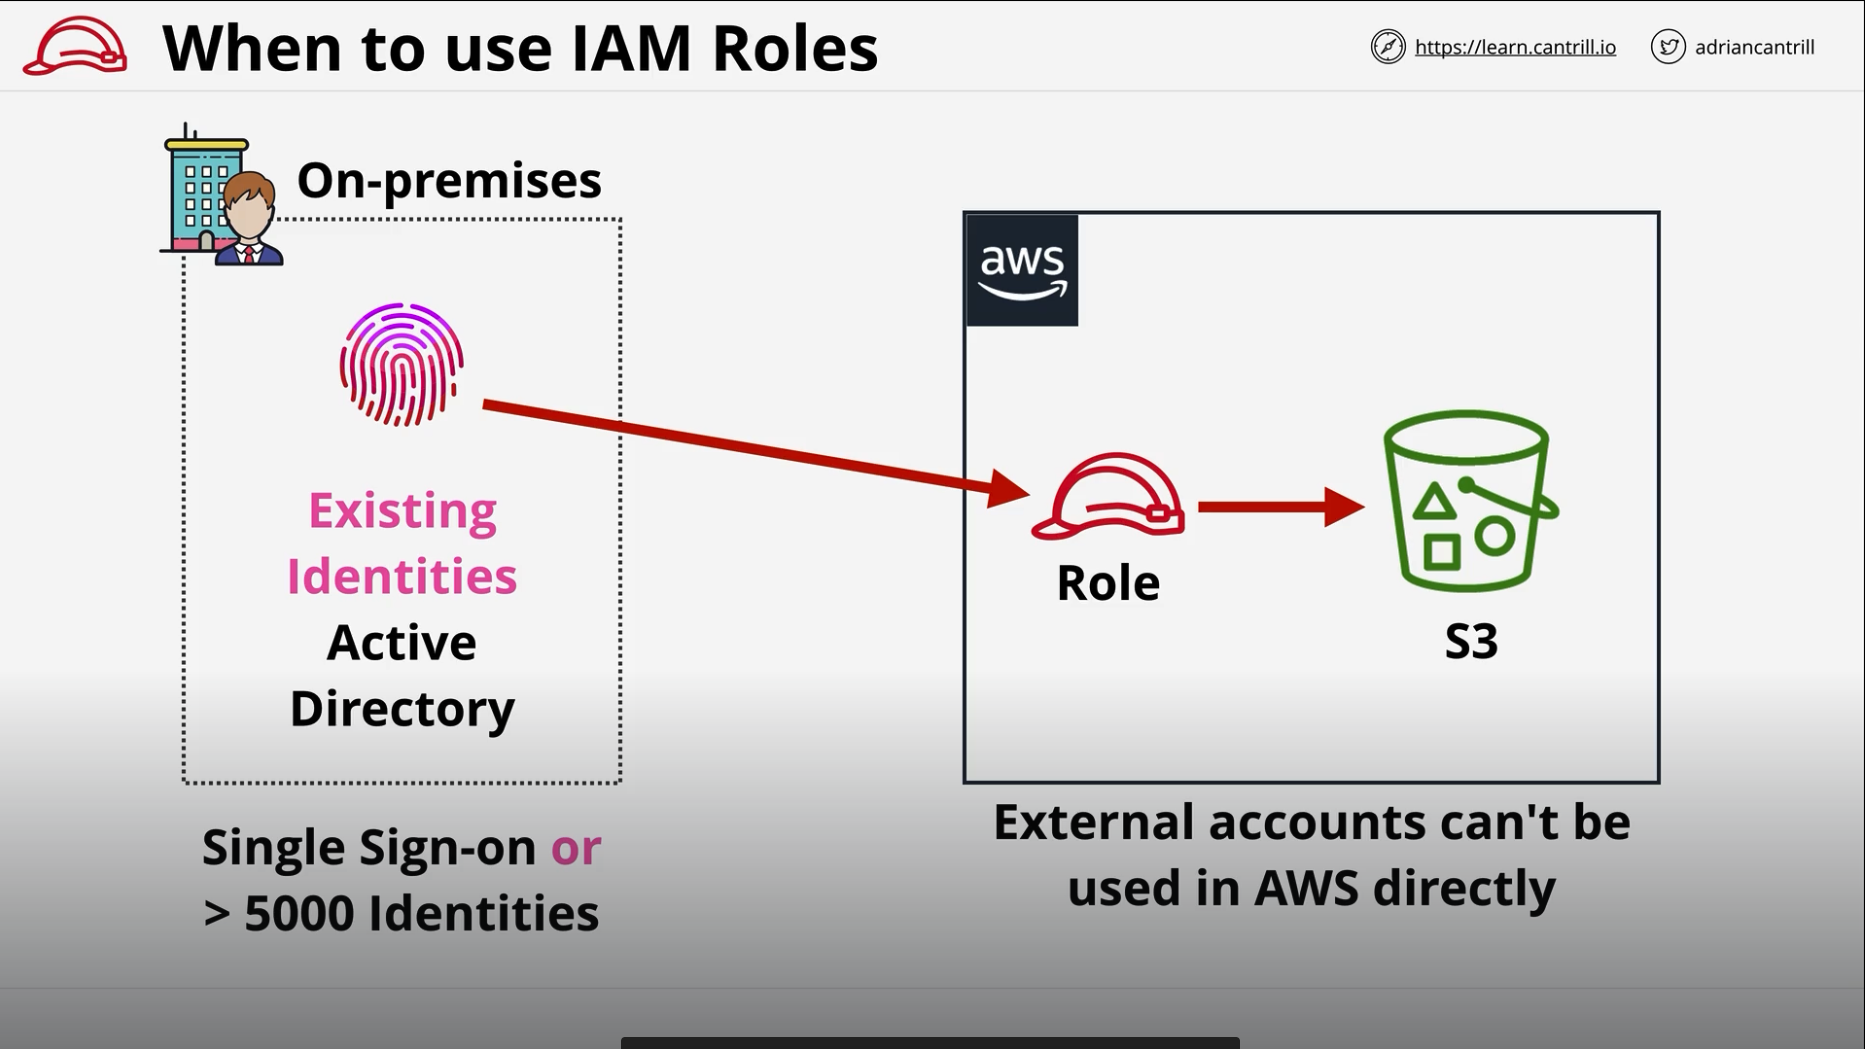 When to use IAM Roles
https://learn.cantrill.io
adriancantrill
On-premises
aws
Existing
Identities
Active
Directory
Role
S3
Single Sign-on or
> 5000 Identities
External accounts can't be
used in AWS directly